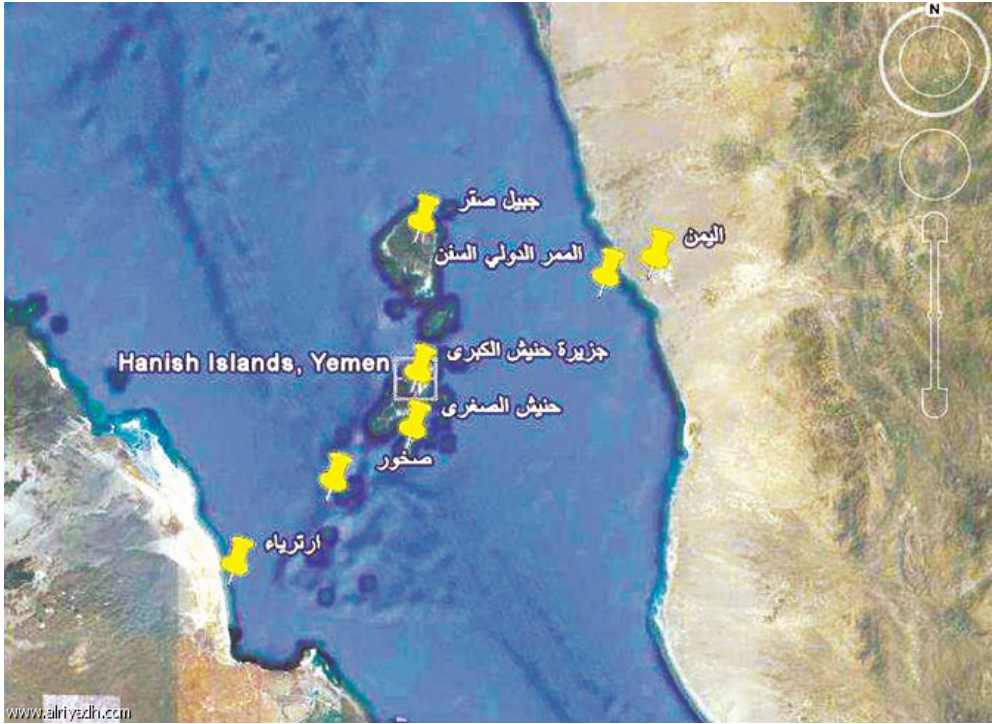 N
جبيل صقر
اليمن
الممر الدولي السفن
جزيرة حنيش الكبرى
Hanish Islands, Yemen
حنيش الصغرى
صخور
ارترياء
www.alriyadh.com